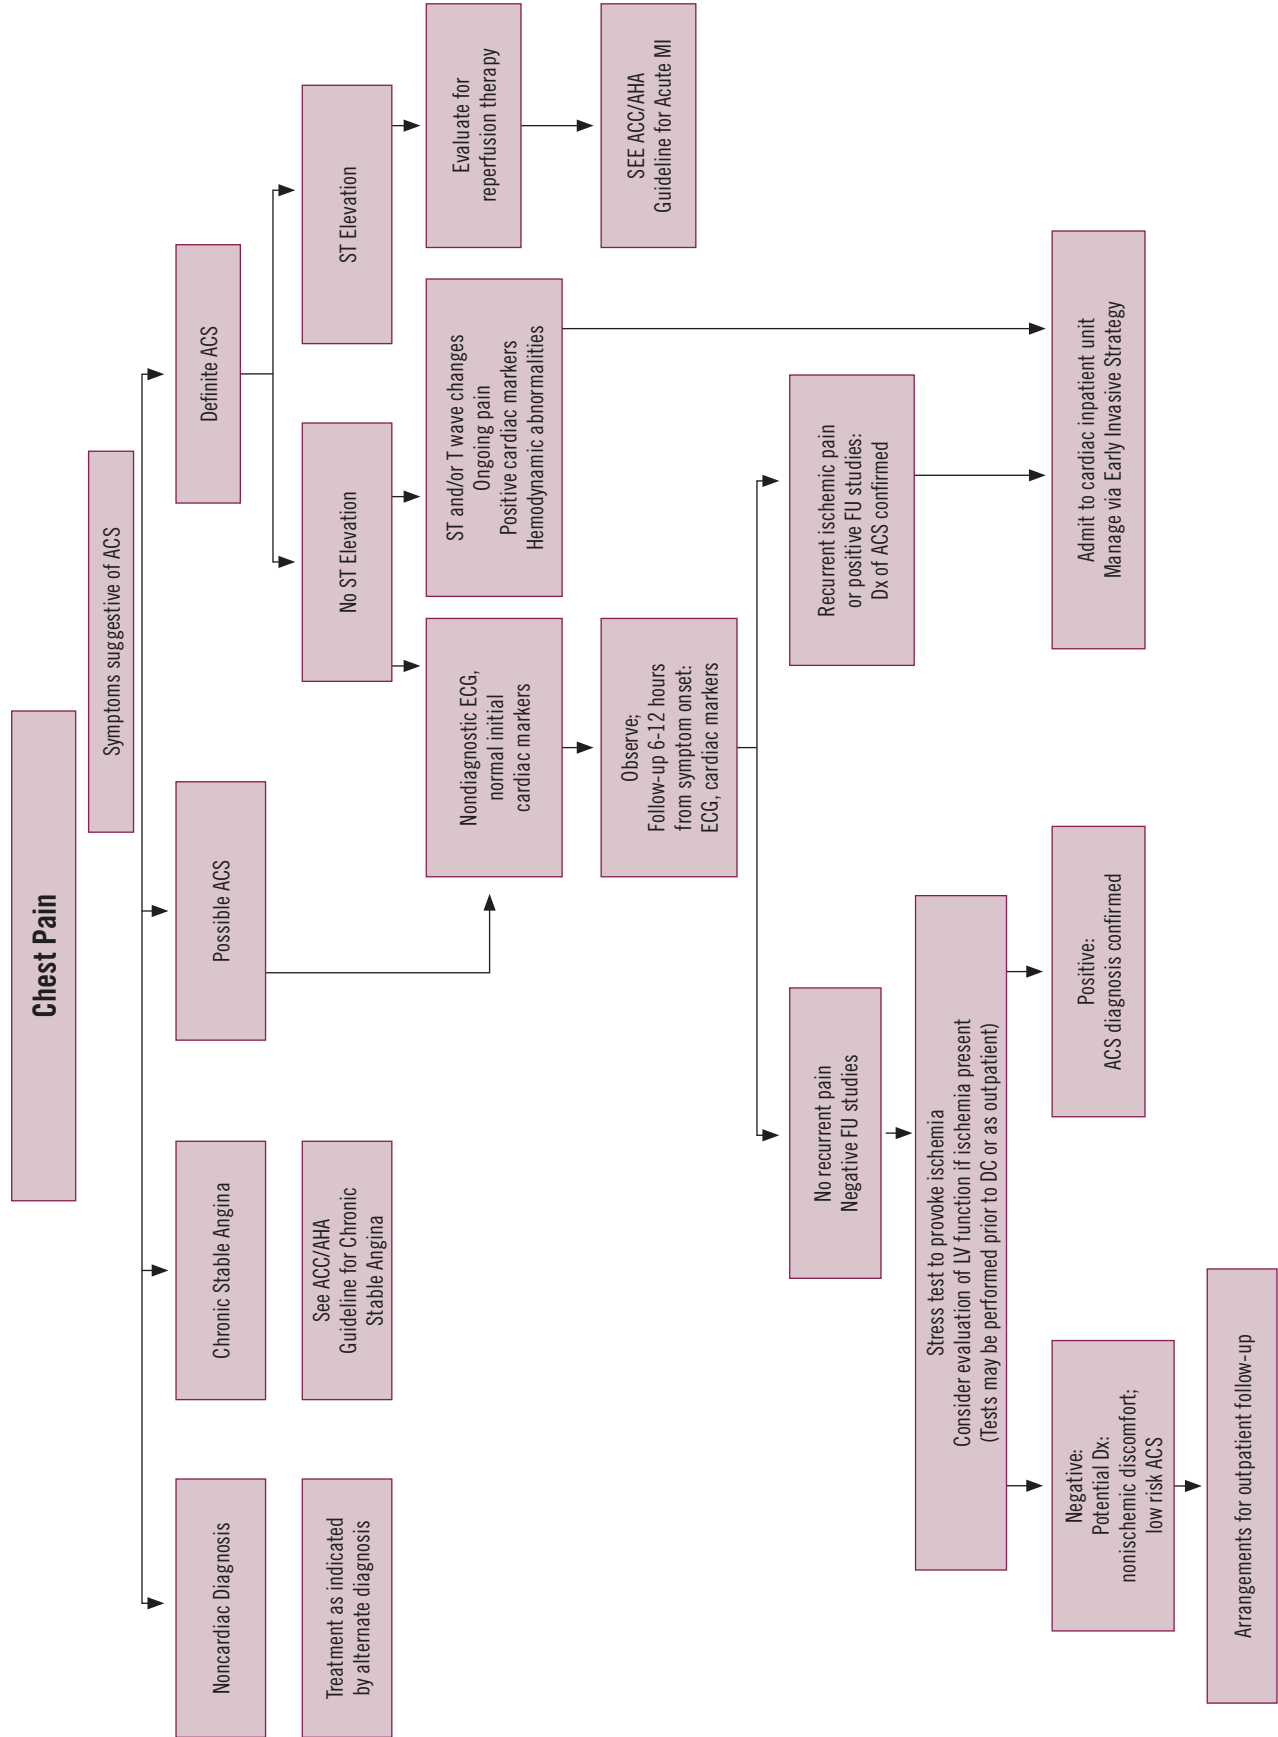 Chest Pain
Symptoms suggestive of ACS
Noncardiac Diagnosis
Chronic Stable Angina
Possible ACS
Definite ACS
Treatment as indicated
by alternate diagnosis
See ACC/AHA
Guideline for Chronic
Stable Angina
No ST Elevation
ST Elevation
Nondiagnostic ECG,
normal initial
cardiac markers
ST and/or T wave changes
Ongoing pain
Positive cardiac markers
Hemodynamic abnormalities
Evaluate for
reperfusion therapy
Observe;
Follow-up 6-12 hours
from symptom onset:
ECG, cardiac markers
SEE ACC/AHA
Guideline for Acute MI
No recurrent pain
Negative FU studies
Recurrent ischemic pain
or positive FU studies:
Dx of ACS confirmed
Stress test to provoke ischemia
Consider evaluation of LV function if ischemia present
(Tests may be performed prior to DC or as outpatient)
Negative:
Potential Dx:
nonischemic discomfort;
low risk ACS
Positive:
ACS diagnosis confirmed
Admit to cardiac inpatient unit
Manage via Early Invasive Strategy
Arrangements for outpatient follow-up